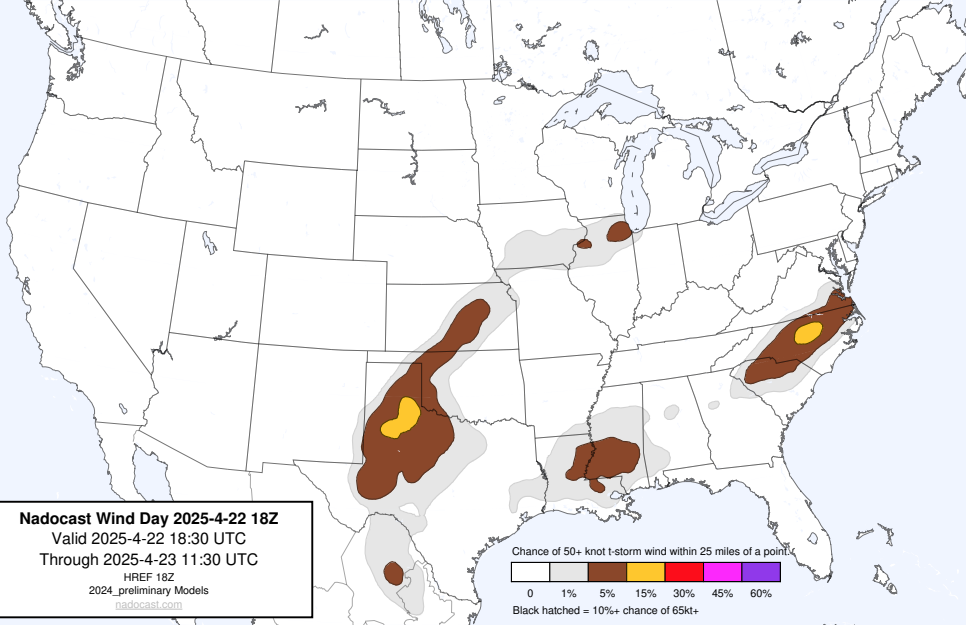 Nadocast Wind Day 2025-4-22 18Z
Valid 2025-4-22 18:30 UTC
Through 2025-4-23 11:30 UTC
HREF 18Z
2024_preliminary Models
nadocast.com
Chance of 50+ knot t-storm wind within 25 miles of a point.
0 1% 5% 15% 30% 45% 60%
Black hatched = 10%+ chance of 65kt+